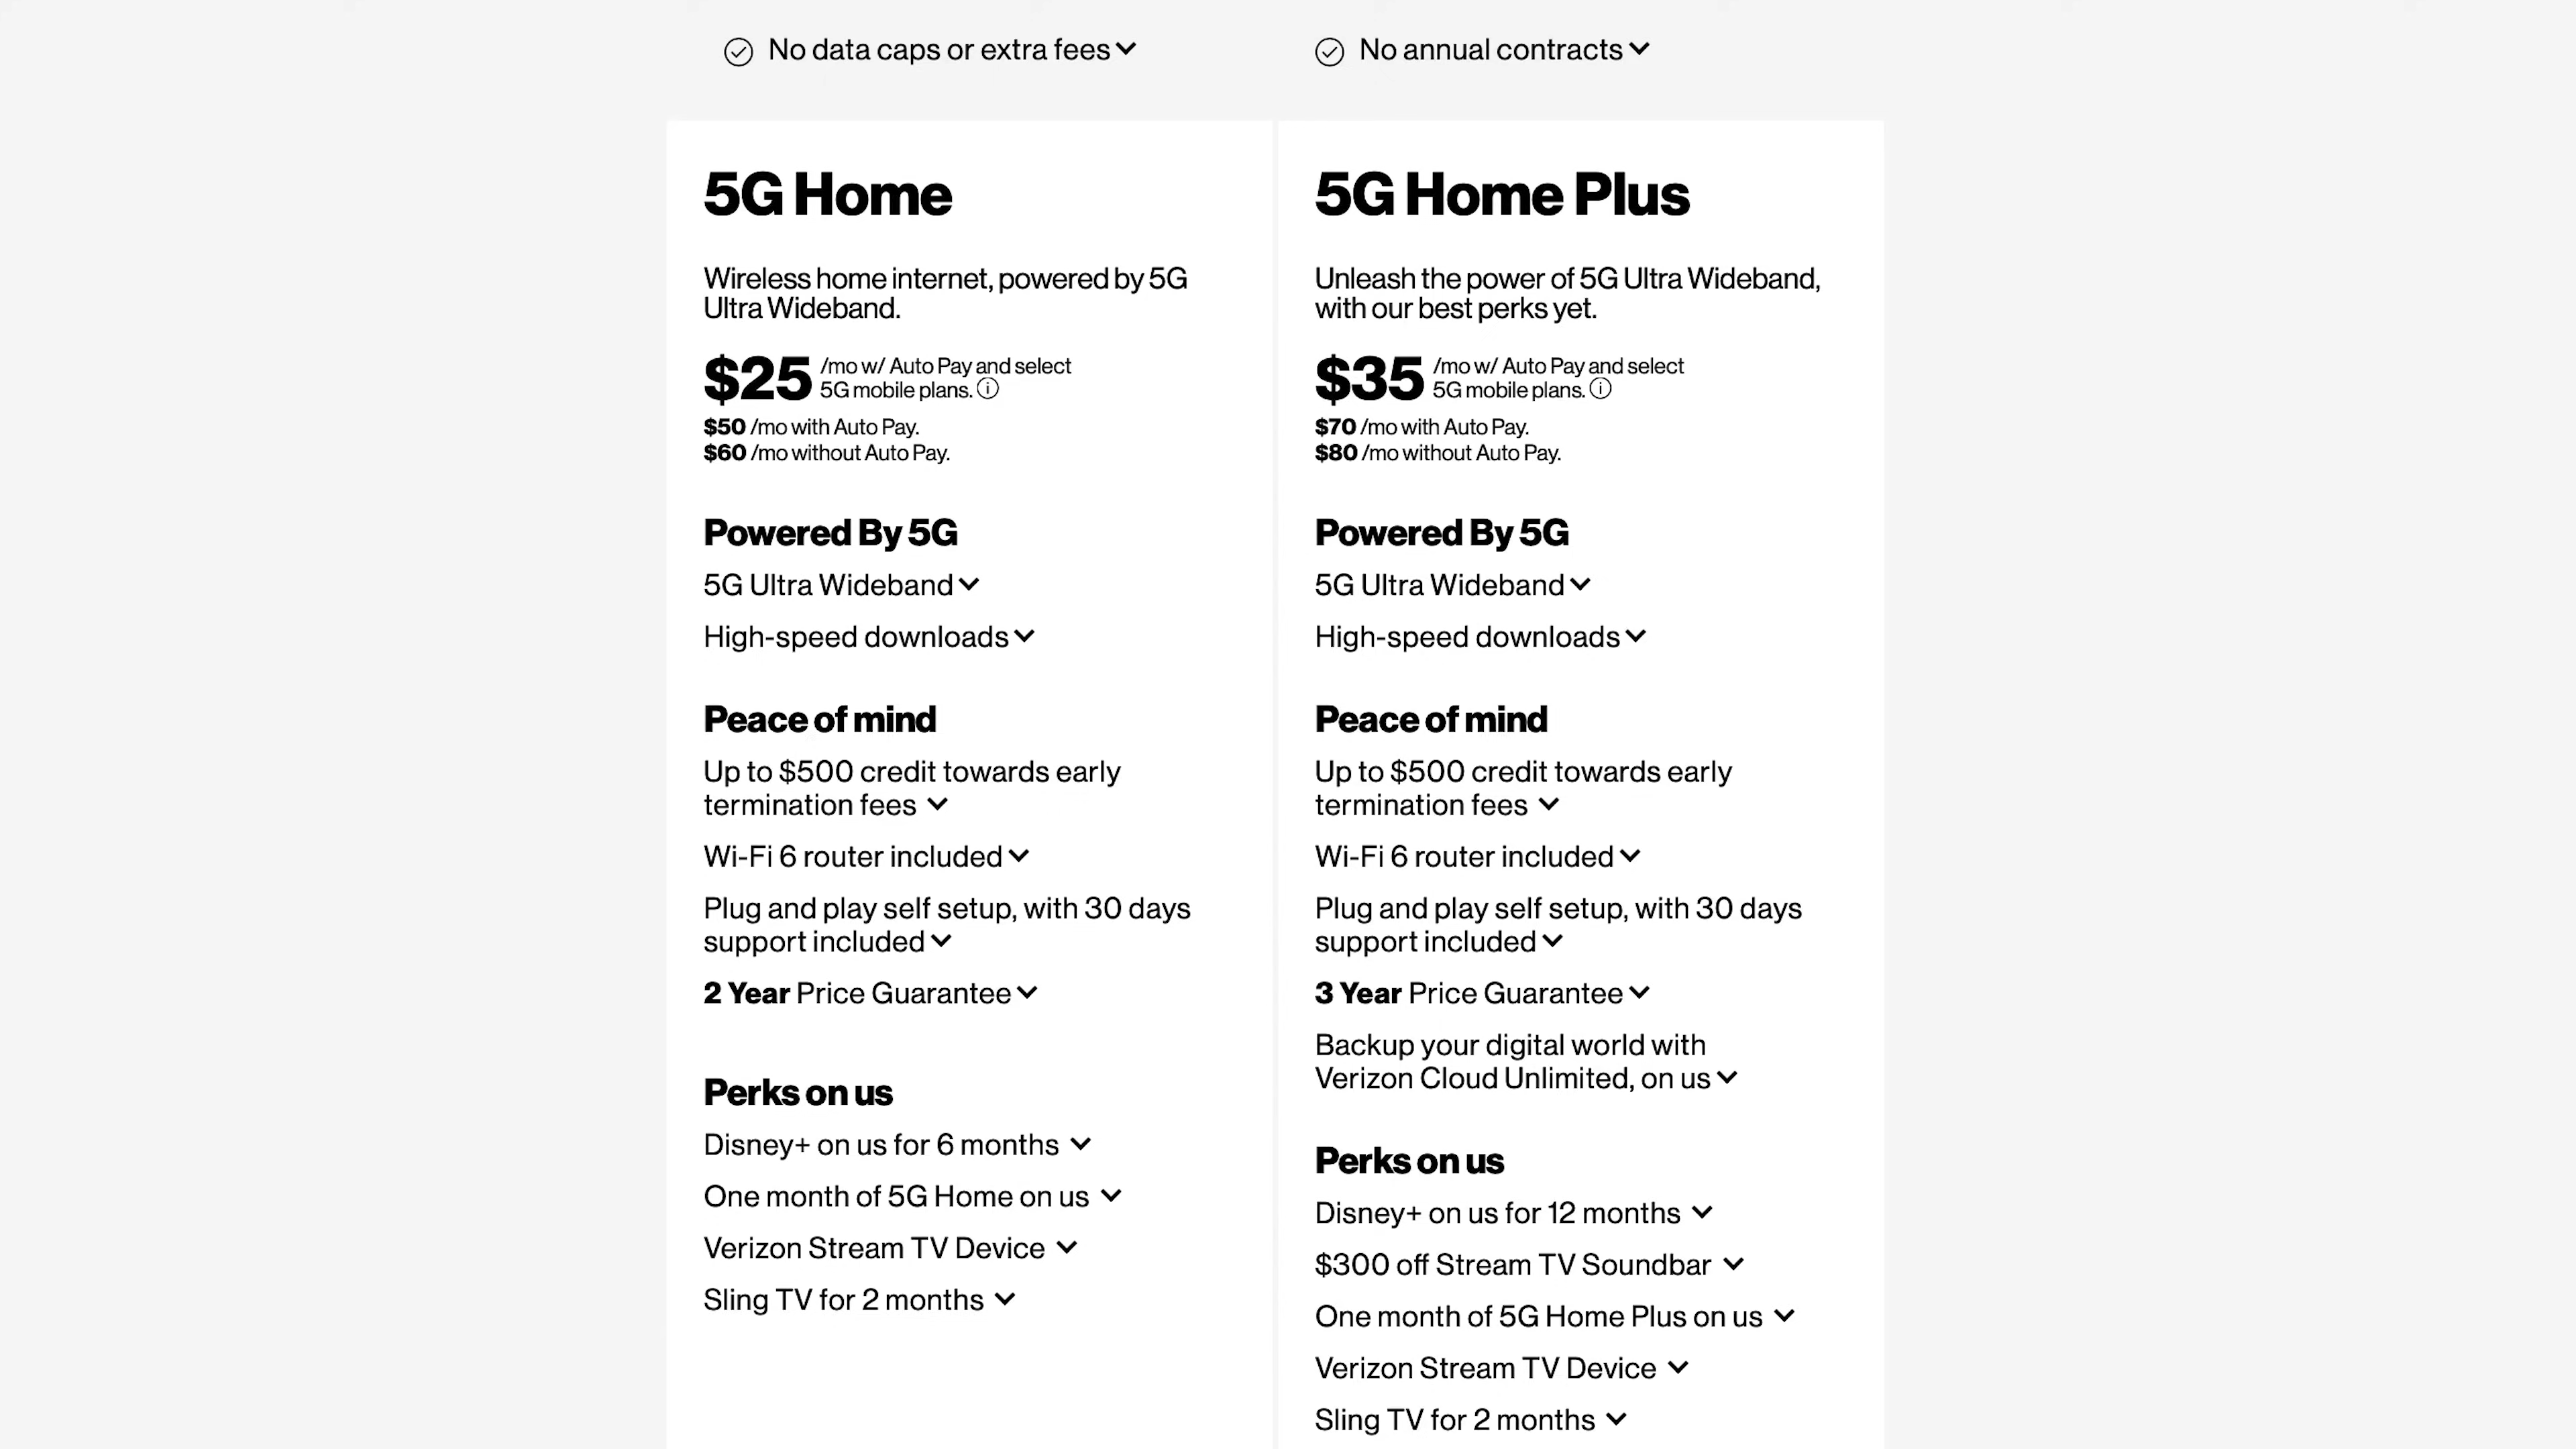 No data caps or extra fees
No annual contracts
5G Home
Wireless home internet, powered by 5G
Ultra Wideband.
$25 /mo w/ Auto Pay and select
5G mobile plans.
$50 /mo with Auto Pay.
$60 /mo without Auto Pay.
Powered By 5G
5G Ultra Wideband
High-speed downloads
Peace of mind
Up to $500 credit towards early
termination fees
Wi-Fi 6 router included
Plug and play self setup, with 30 days
support included
2 Year Price Guarantee
Perks on us
Disney+ on us for 6 months
One month of 5G Home on us
Verizon Stream TV Device
Sling TV for 2 months
5G Home Plus
Unleash the power of 5G Ultra Wideband,
with our best perks yet.
$35 /mo w/ Auto Pay and select
5G mobile plans.
$70 /mo with Auto Pay.
$80 /mo without Auto Pay.
Powered By 5G
5G Ultra Wideband
High-speed downloads
Peace of mind
Up to $500 credit towards early
termination fees
Wi-Fi 6 router included
Plug and play self setup, with 30 days
support included
3 Year Price Guarantee
Backup your digital world with
Verizon Cloud Unlimited, on us
Perks on us
Disney+ on us for 12 months
$300 off Stream TV Soundbar
One month of 5G Home Plus on us
Verizon Stream TV Device
Sling TV for 2 months